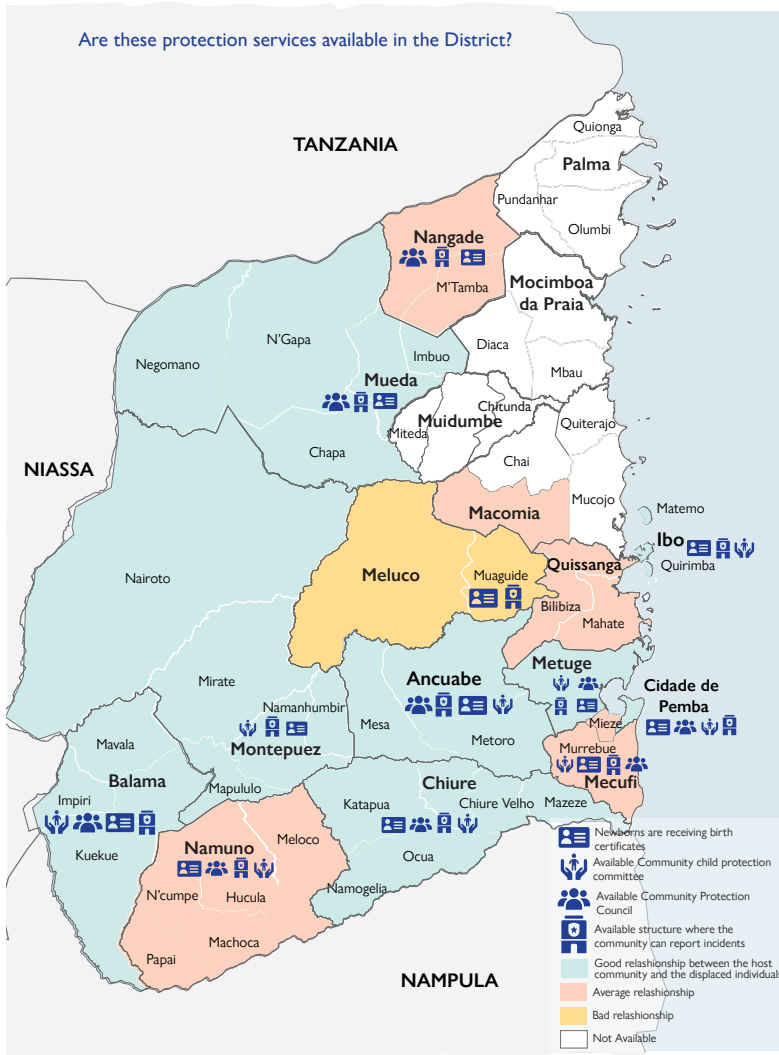 Are these protection services available in the District?
TANZANIA
Quionga
Palma
Pundanhar
Olumbi
Nangade
M'Tamba
Mocimboa
da Praia
N'Gapa
Negomano
Imbuo
Diaca
Mbau
Mueda
Chitunda
Muidumbe
Miteda
Quiterajo
Chapa
Chai
NIASSA
Mucojo
Macomia
Matemo
Ibo
Quirimba
Quissanga
Nairoto
Meluco
Muaguide
Bilibiza
Mahate
Metuge
Mirate
Ancuabe
Cidade de
Pemba
Namanhumbir
Mesa
Mieze
Mavala
Montepuez
Metoro
Murrebue
Mecufi
Balama
Mapululo
Chiure
Impiri
Katapua
Chiure Velho
Mazeze
Kuekue
Namuno
Meloco
Ocua
N'cumpe
Hucula
Namogelia
Machoca
Papai
NAMPULA
Newborns are receiving birth
certificates
Available Community child protection
committee
Available Community Protection
Council
Available structure where the
community can report incidents
Good relashionship between the host
community and the displaced individuals
Average relashionship
Bad relashionship
Not Available